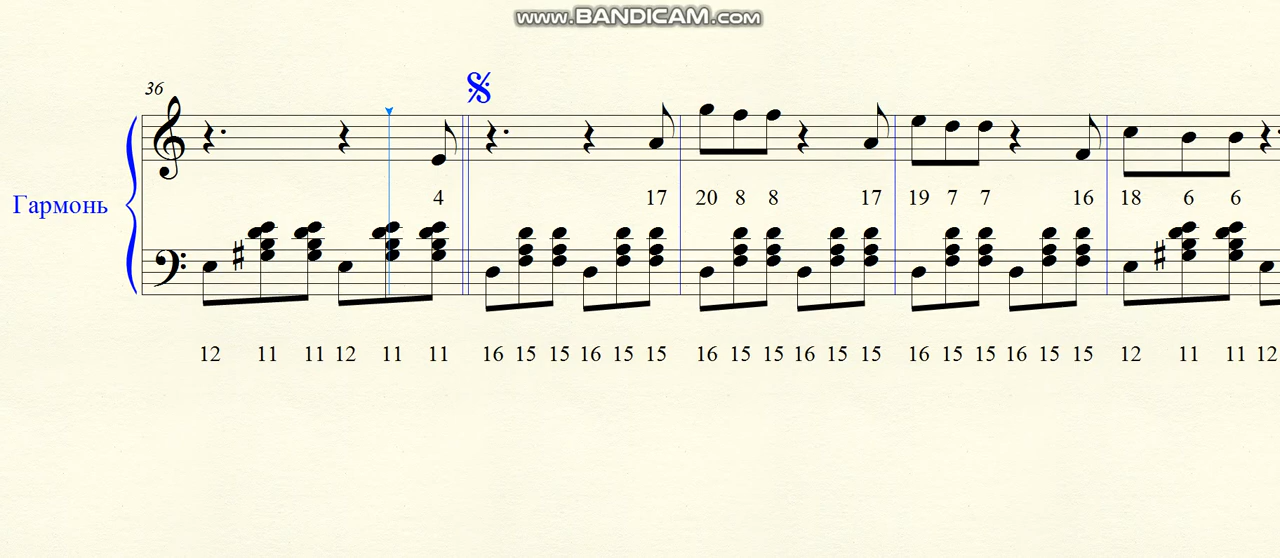 www.BANDICAM.com
36
Гармонь
4 17 20 8 8 17 19 7 7 16 18 6 6
12 11 11 12 11 11 16 15 15 16 15 15 16 15 15 16 15 15 16 15 15 16 15 15 12 11 11 12